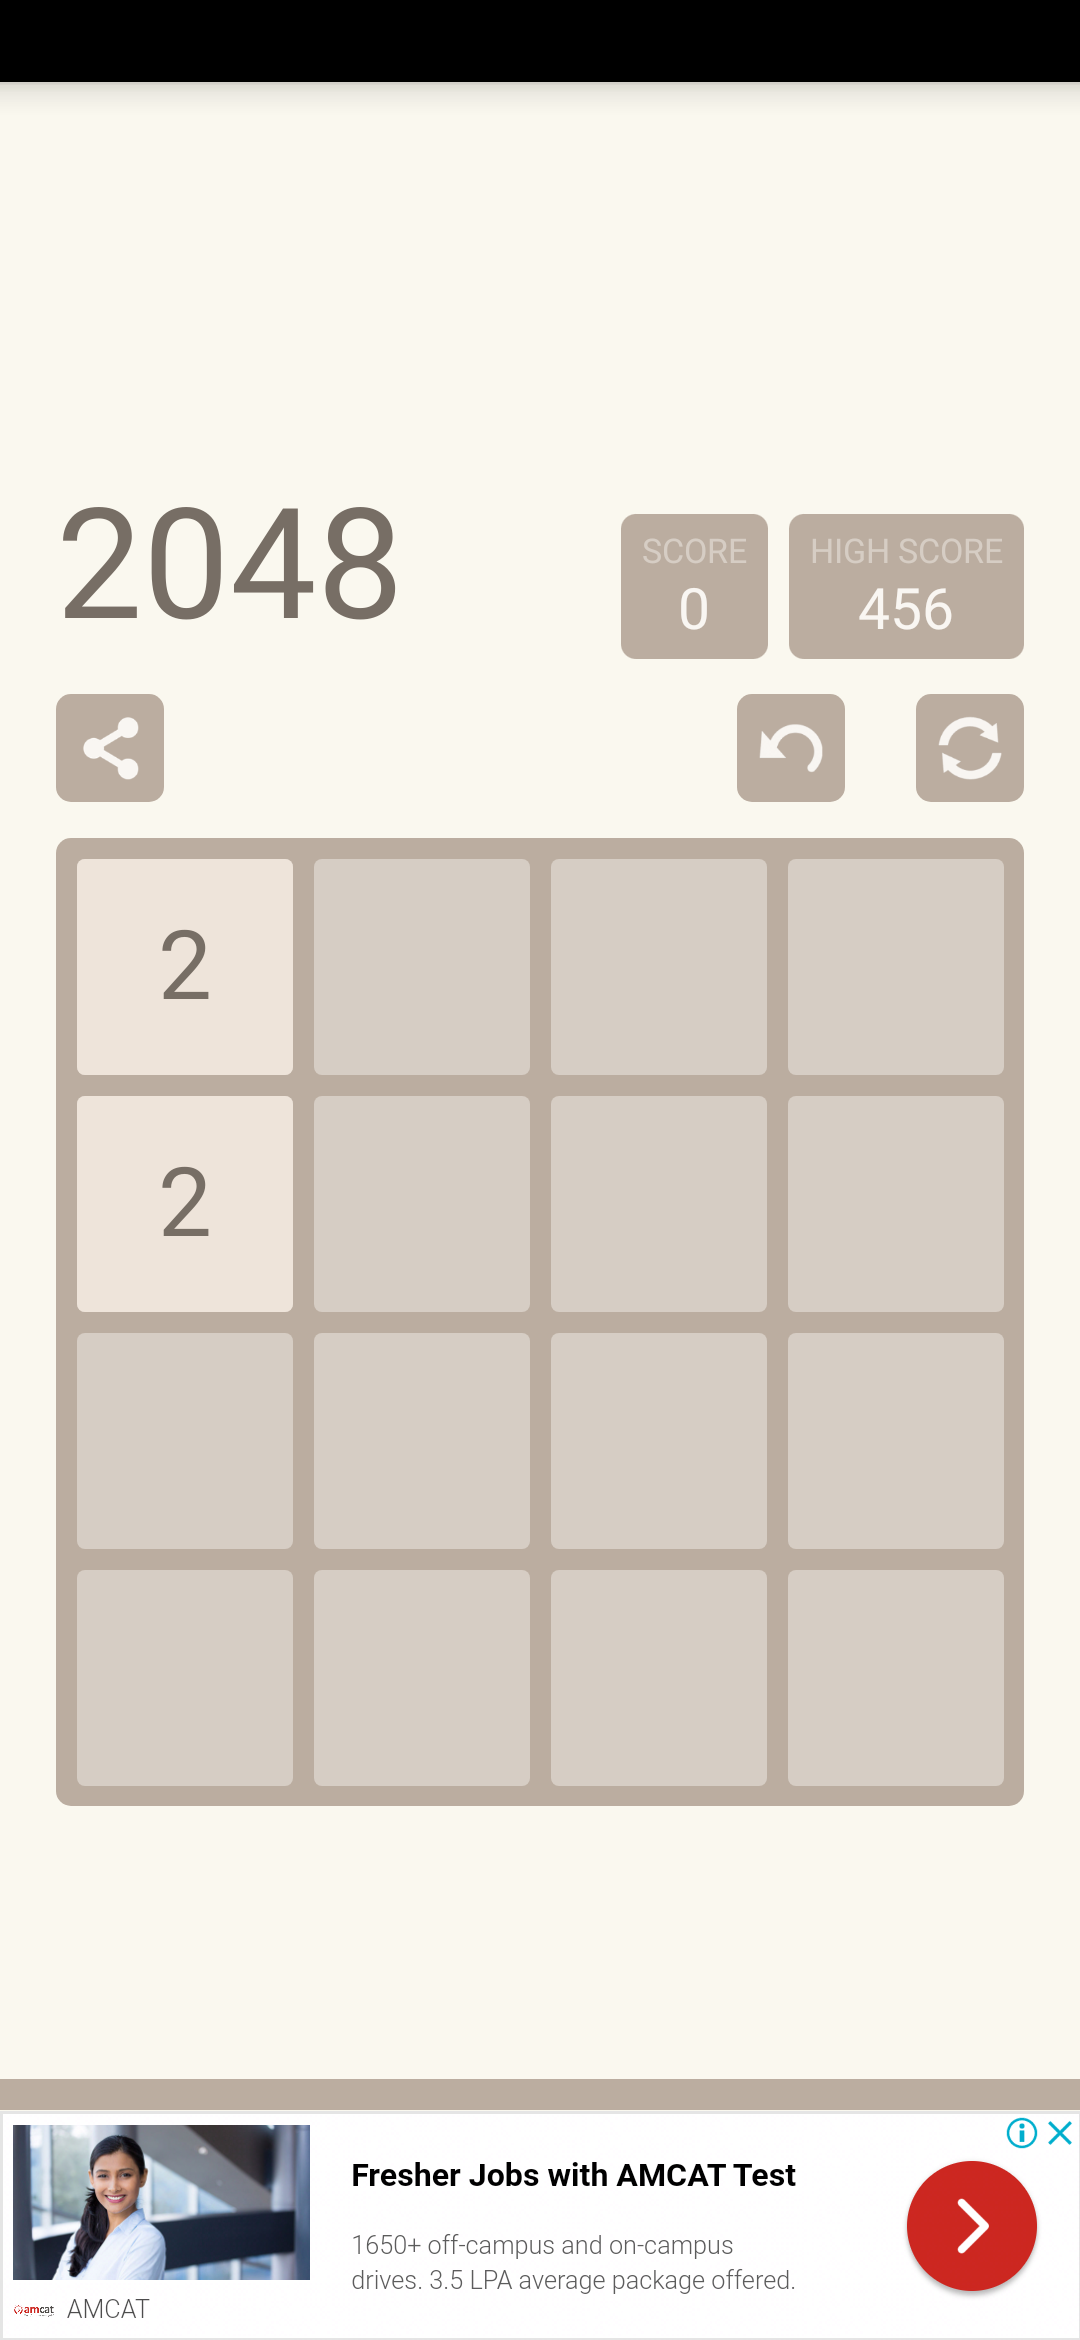 2048
SCORE
0
HIGH SCORE
456
2
2
Fresher Jobs with AMCAT Test
1650+ off-campus and on-campus
drives. 3.5 LPA average package offered.
amcat
AMCAT